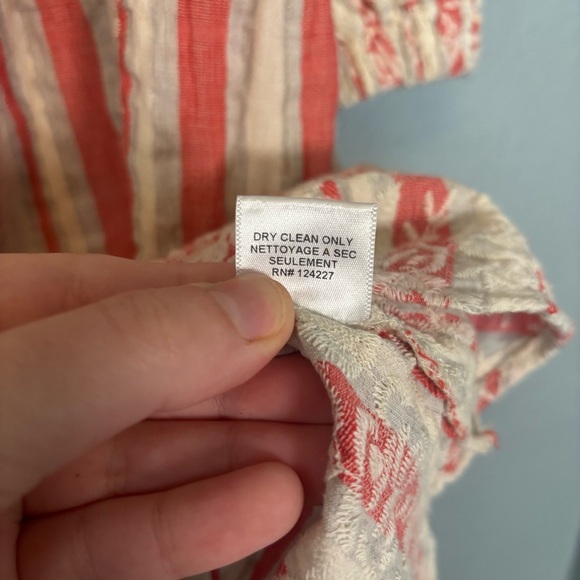 DRY CLEAN ONLY
NETTOYAGE A SEC
SEULEMENT
RN# 124227